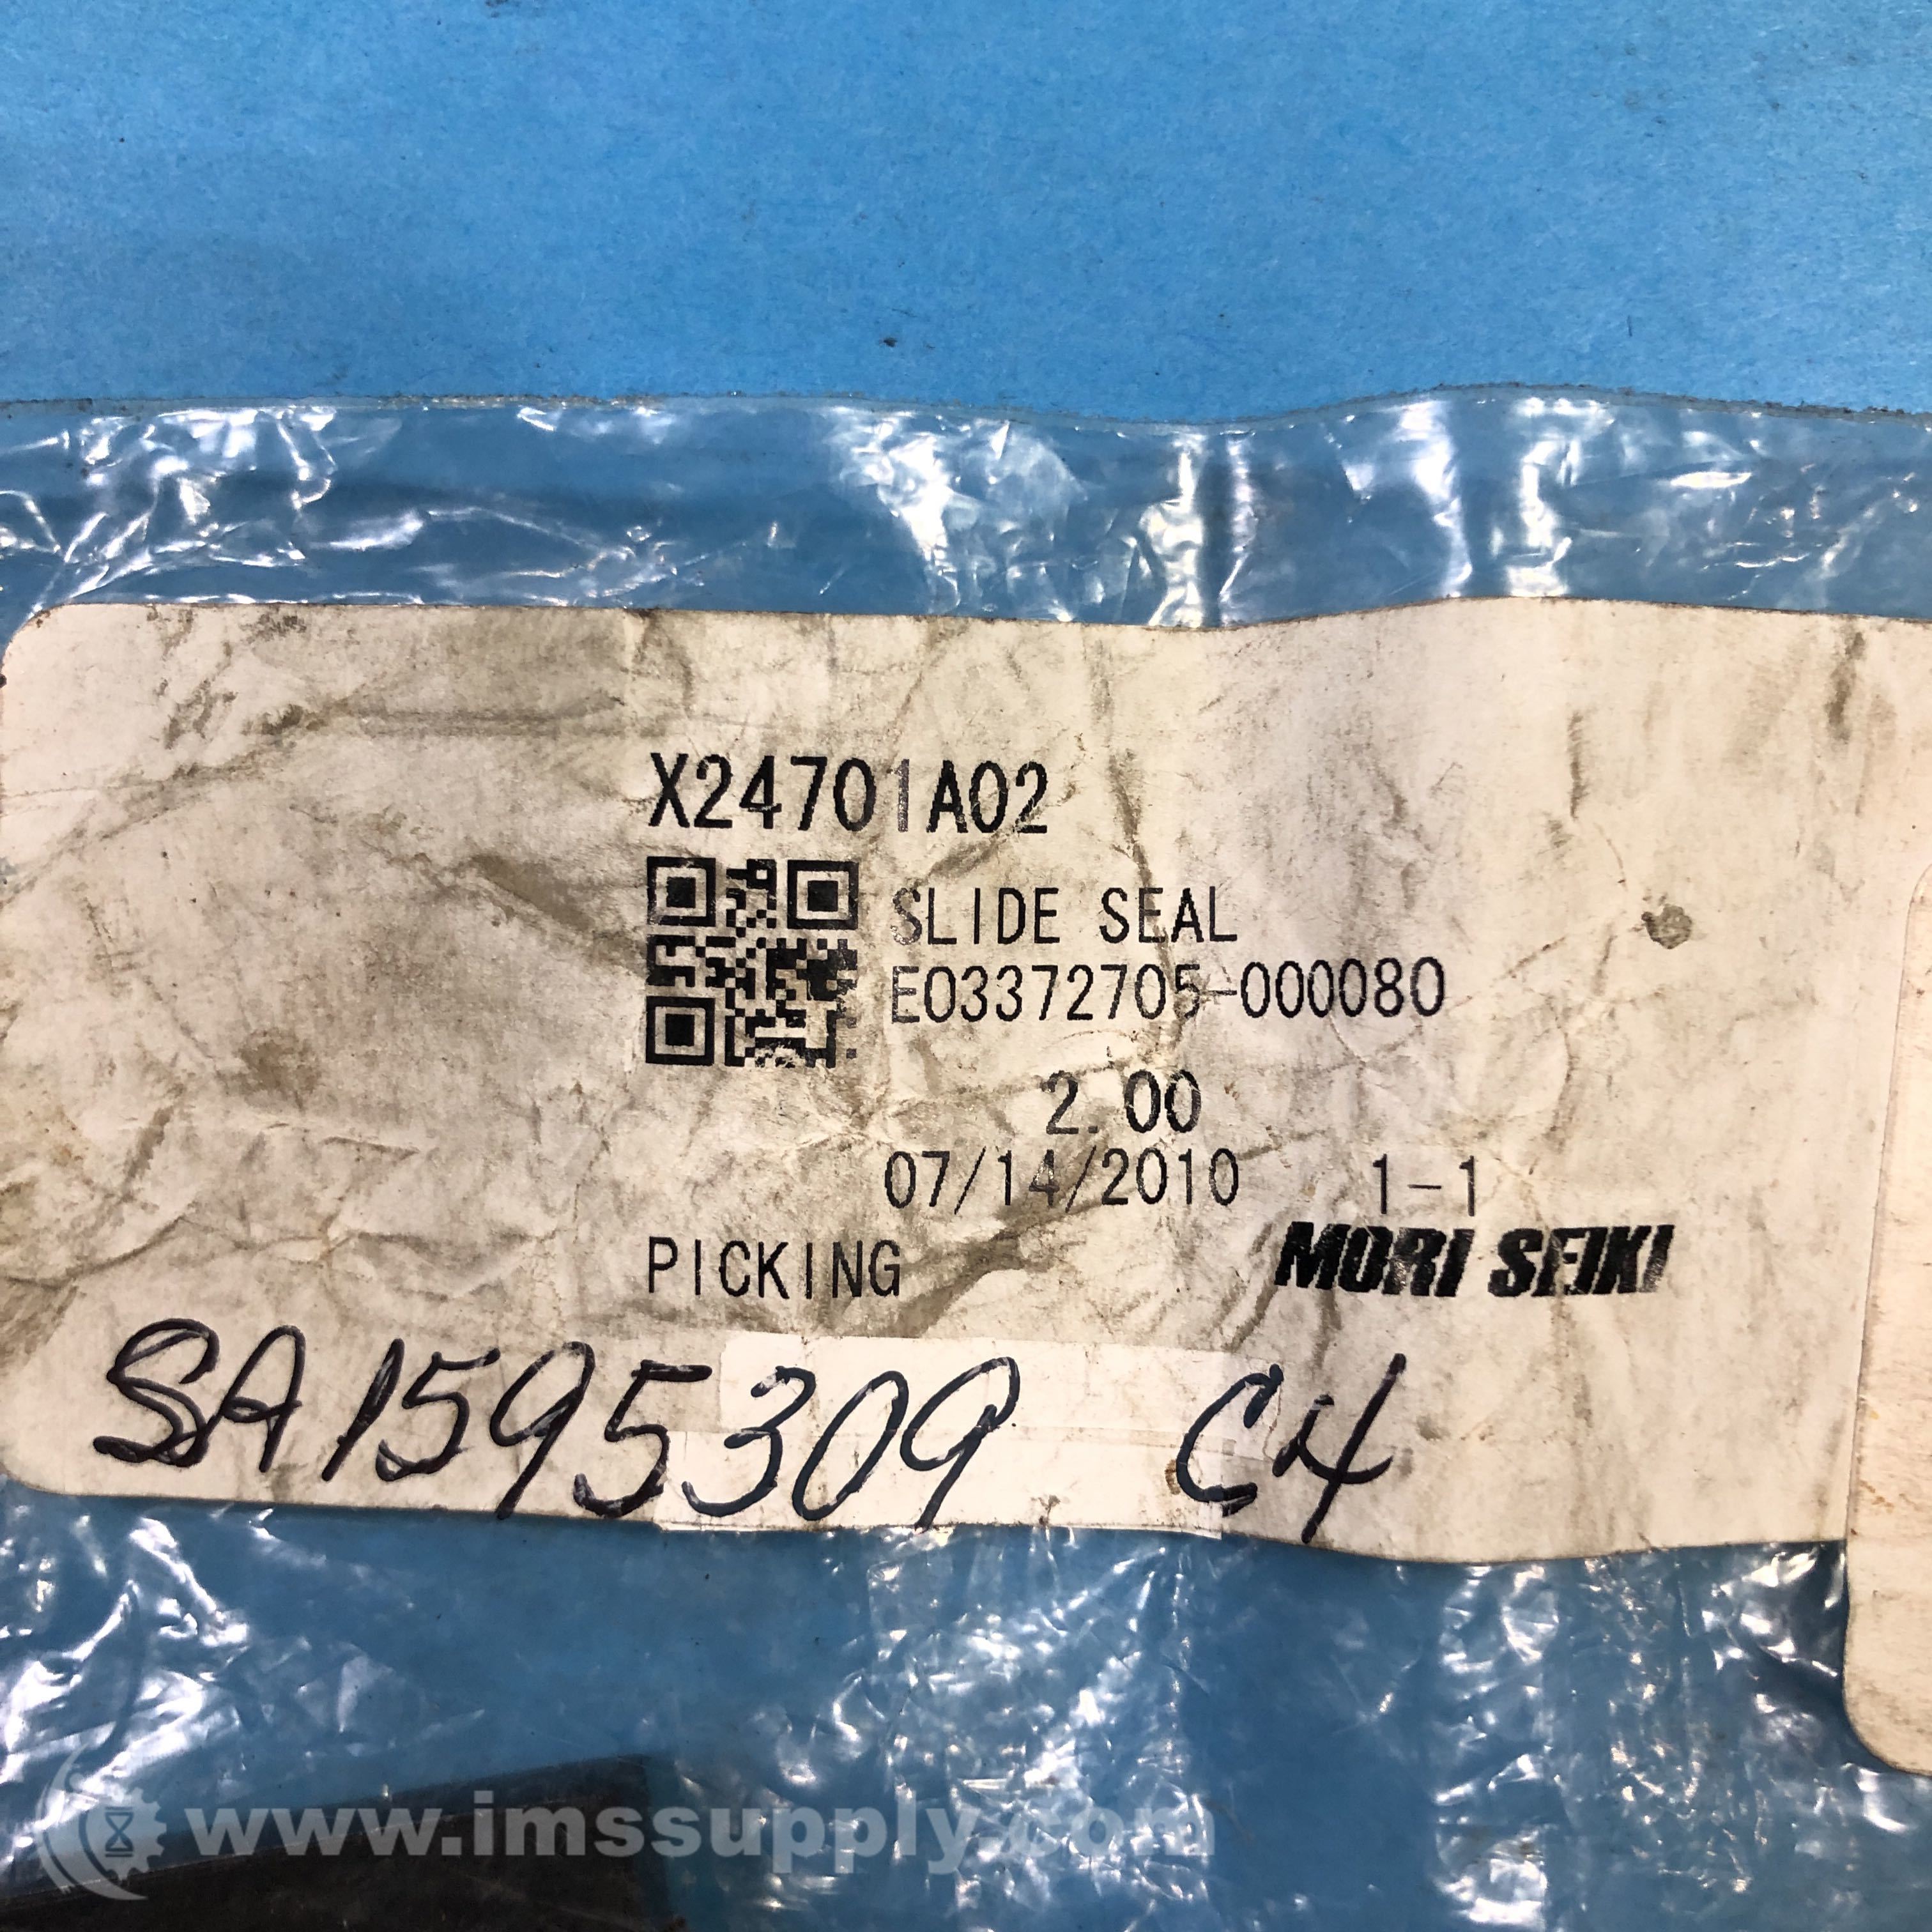 X24701A02
SLIDE SEAL
E03372705-000080
2.00
07/14/2010 1-1
PICKING MORI SEIKI
SA1595309 C4
www.imssupply.com